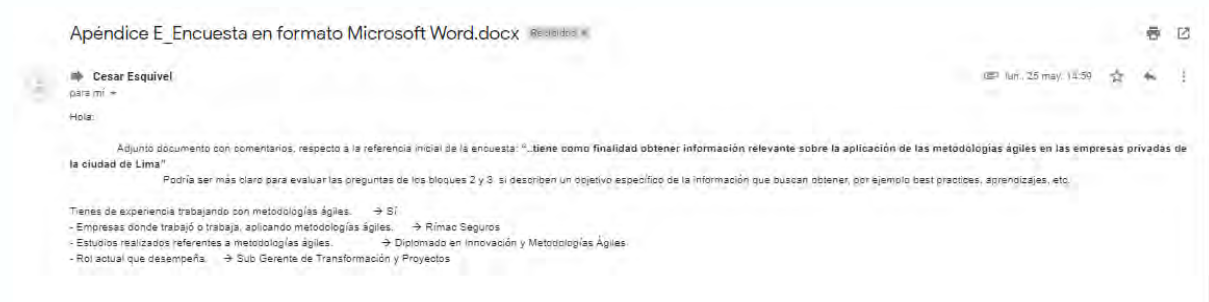 Apéndice E_Encuesta en formato Microsoft Word.docx Recibidos ×
Cesar Esquivel
lun., 25 may. 14:59
para mí
Hola:
Adjunto documento con comentarios, respecto a la referencia inicial de la encuesta: "..tiene como finalidad obtener información relevante sobre la aplicación de las metodologías ágiles en las empresas privadas de
la ciudad de Lima"
Podría ser más claro para evaluar las preguntas de los bloques 2 y 3 si describen un objetivo específico de la información que buscan obtener, por ejemplo best practices, aprendizajes, etc.
Tienes de experiencia trabajando con metodologías ágiles. → Sí
- Empresas donde trabajó o trabaja, aplicando metodologías ágiles. → Rímac Seguros
- Estudios realizados referentes a metodologías ágiles. → Diplomado en Innovación y Metodologías Ágiles
- Rol actual que desempeña. → Sub Gerente de Transformación y Proyectos